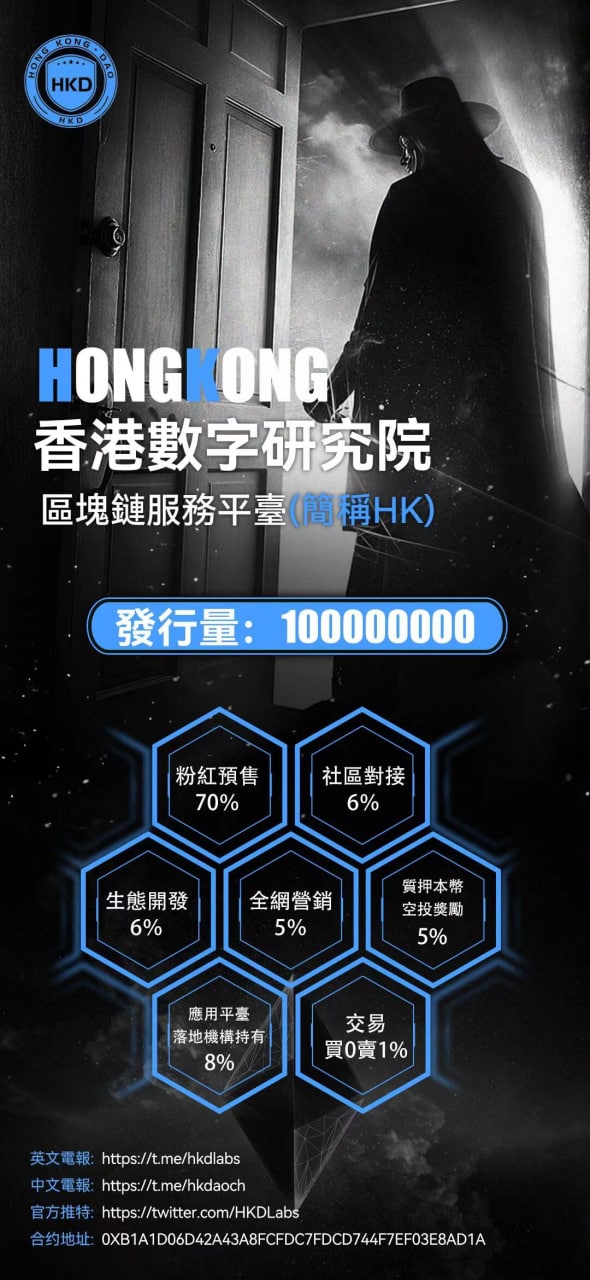 HONG KONG · DAO
HKD
HKD
HONGKONG
香港數字研究院
區塊鏈服務平臺(簡稱HK)
發行量：100000000
粉紅預售
70%
社區對接
6%
生態開發
6%
全網營銷
5%
質押本幣
空投獎勵
5%
應用平臺
落地機構持有
8%
交易
買0賣1%
英文電報: https://t.me/hkdlabs
中文電報: https://t.me/hkdaoch
官方推特: https://twitter.com/HKDLabs
合约地址: 0XB1A1D06D42A43A8FCFDC7FDCD744F7EF03E8AD1A